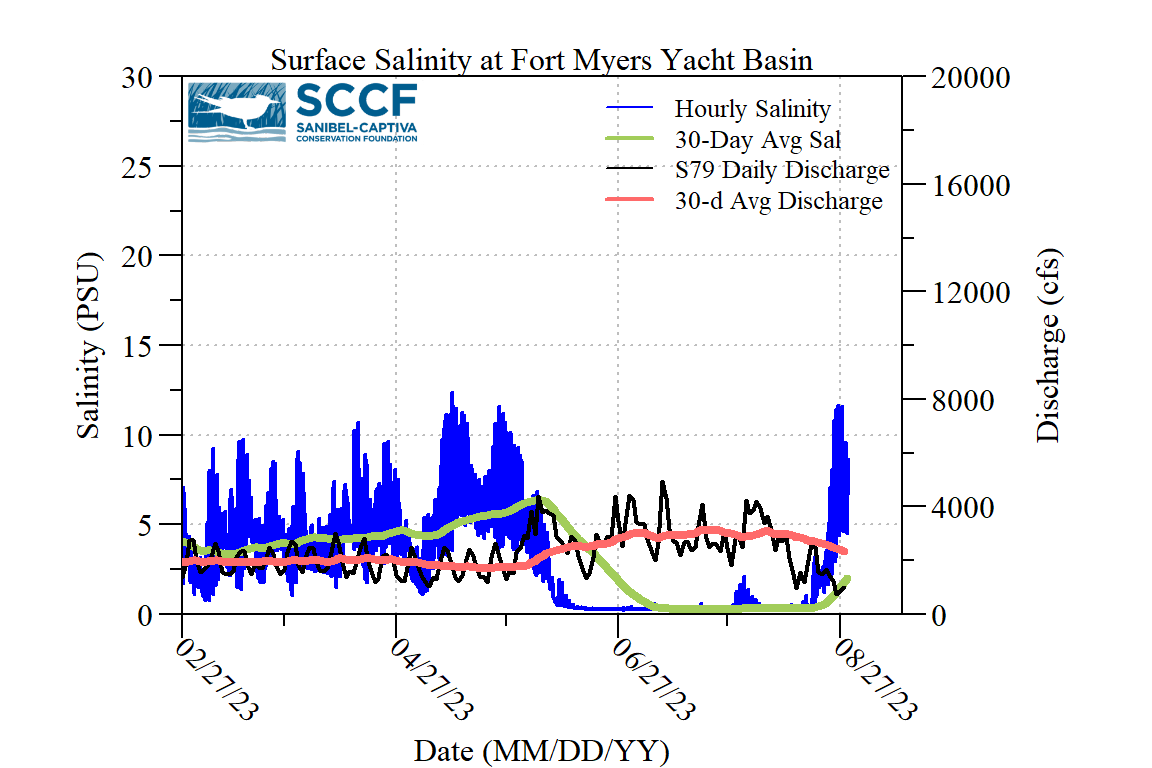 Surface Salinity at Fort Myers Yacht Basin
SCCF
SANIBEL-CAPTIVA
CONSERVATION FOUNDATION
Hourly Salinity
30-Day Avg Sal
S79 Daily Discharge
30-d Avg Discharge
30
25
20
15
10
5
0
Salinity (PSU)
20000
16000
12000
8000
4000
0
Discharge (cfs)
02/27/23
04/27/23
06/27/23
08/27/23
Date (MM/DD/YY)